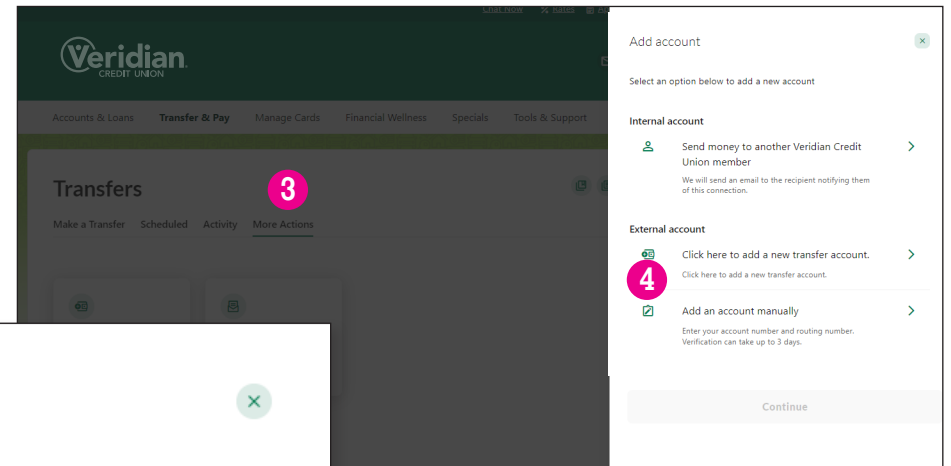 Chat Now Rates
Veridian
CREDIT UNION
Accounts & Loans Transfer & Pay Manage Cards Financial Wellness Specials Tools & Support
Transfers
3
Make a Transfer Scheduled Activity More Actions
Add account
Select an option below to add a new account
Internal account
Send money to another Veridian Credit
Union member
We will send an email to the recipient notifying them
of this connection.
External account
Click here to add a new transfer account.
Click here to add a new transfer account.
4
Add an account manually
Enter your account number and routing number.
Verification can take up to 3 days.
Continue